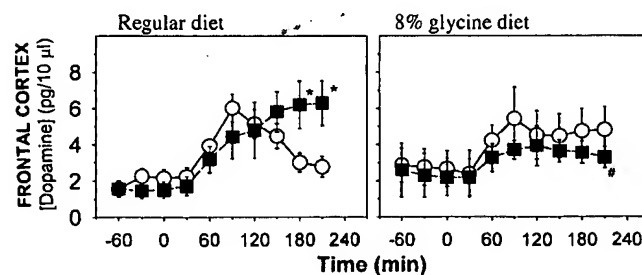 Regular diet
8% glycine diet
FRONTAL CORTEX
[Dopamine] (pg/10 µl)
8
6
4
2
0
* *
#
-60 0 60 120 180 240
-60 0 60 120 180 240
Time (min)